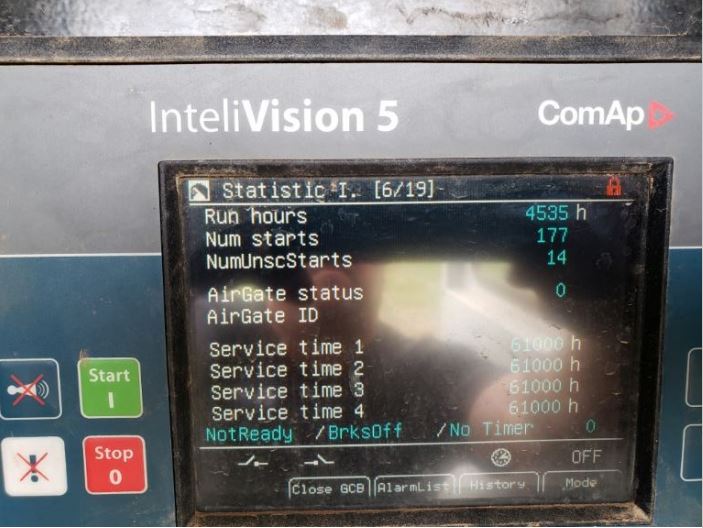 InteliVision 5
ComAp
Statistic I. [6/19]
Run hours 4535 h
Num starts 177
NumUnscStarts 14
AirGate status 0
AirGate ID
Service time 1 61000 h
Service time 2 61000 h
Service time 3 61000 h
Service time 4 61000 h
NotReady /BrksOff /No Timer 0
OFF
Close GCB AlarmList History Mode
Start
I
Stop
0